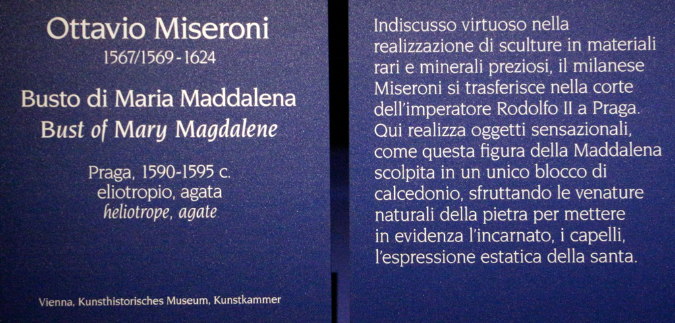 Ottavio Miseroni
1567/1569 - 1624
Busto di Maria Maddalena
Bust of Mary Magdalene
Praga, 1590-1595 c.
eliotropio, agata
heliotrope, agate
Vienna, Kunsthistorisches Museum, Kunstkammer
Indiscusso virtuoso nella
realizzazione di sculture in materiali
rari e minerali preziosi, il milanese
Miseroni si trasferisce nella corte
dell'imperatore Rodolfo II a Praga.
Qui realizza oggetti sensazionali,
come questa figura della Maddalena
scolpita in un unico blocco di
calcedonio, sfruttando le venature
naturali della pietra per mettere
in evidenza l'incarnato, i capelli,
l'espressione estatica della santa.